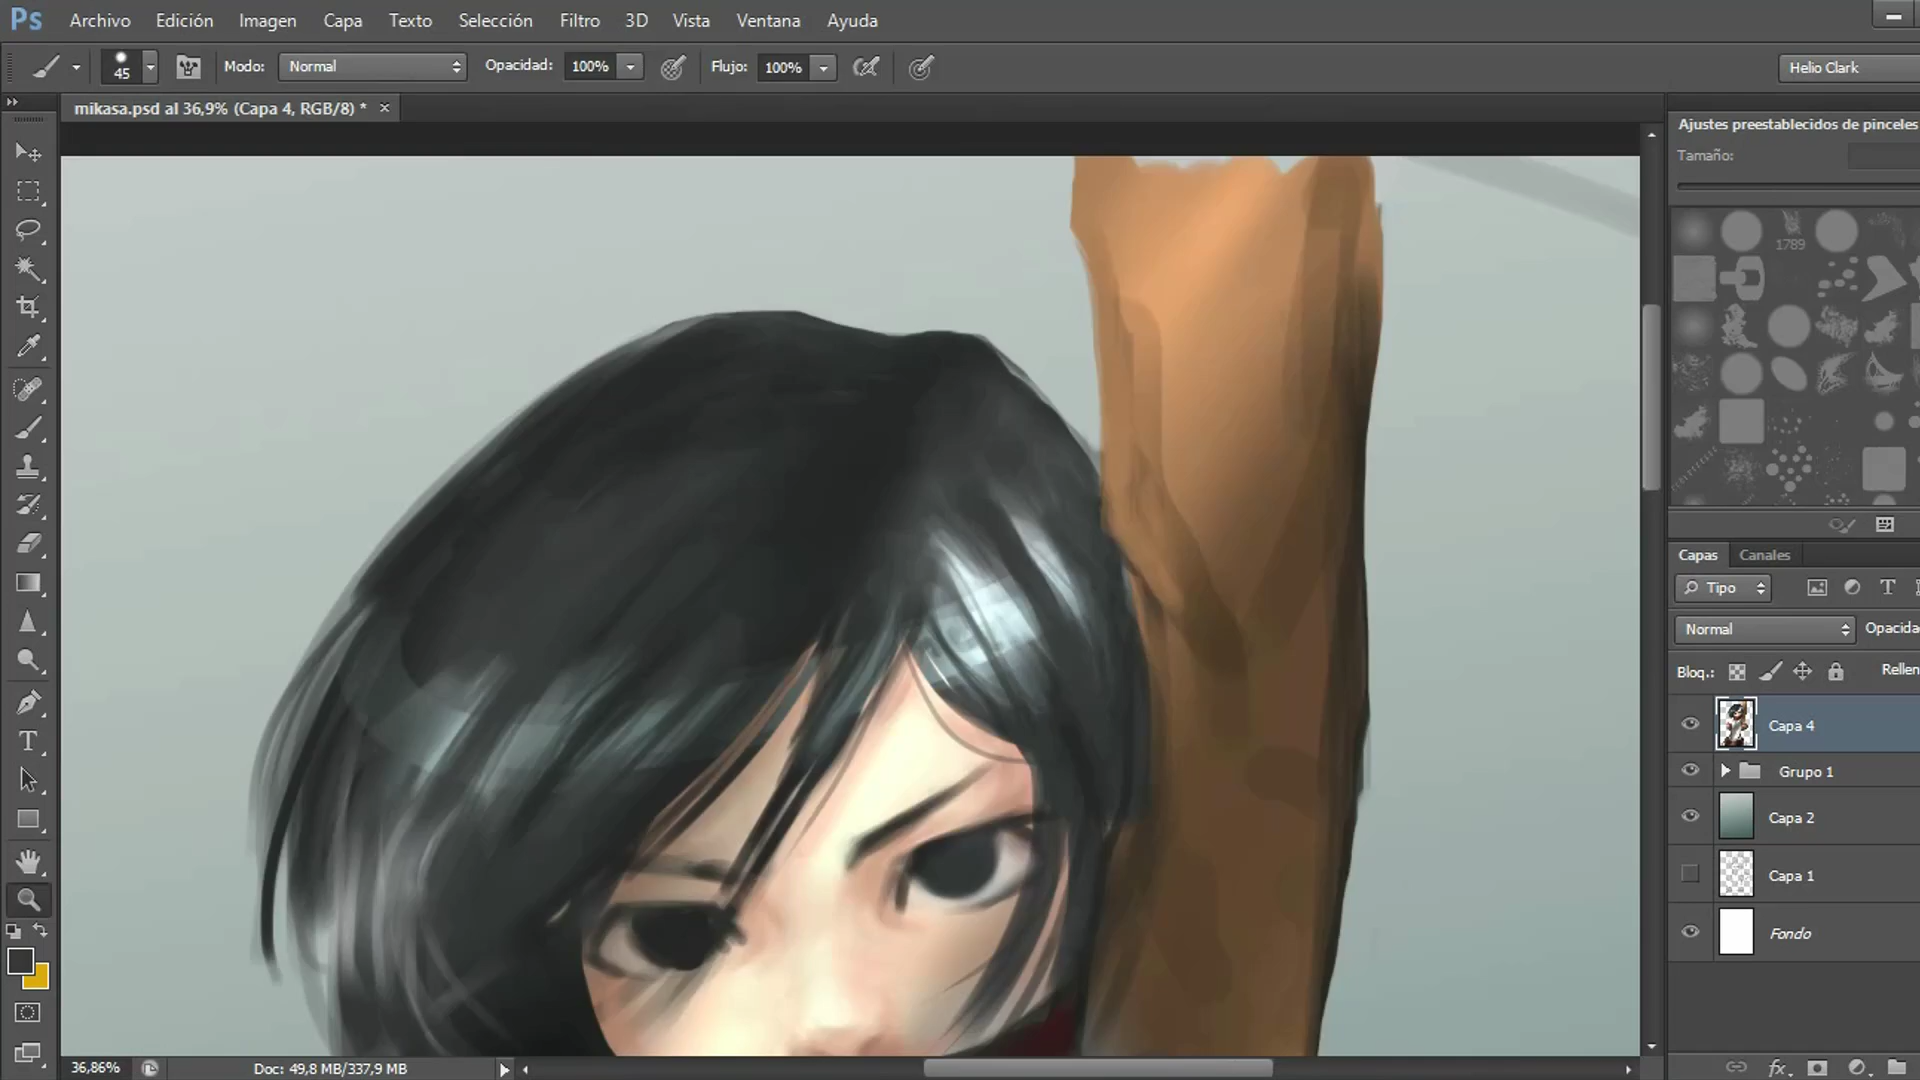 Ps Archivo Edición Imagen Capa Texto Selección Filtro 3D Vista Ventana Ayuda
45 Modo: Normal Opacidad: 100% Flujo: 100% Helio Clark
mikasa.psd al 36,9% (Capa 4, RGB/8) * ×
Ajustes preestablecidos de pinceles
Tamaño:
1789
Capas Canales
Tipo T
Normal
Bloq.:
Capa 4
Grupo 1
Capa 2
Capa 1
Fondo
T
36,86% Doc: 49,8 MB/337,9 MB
fx